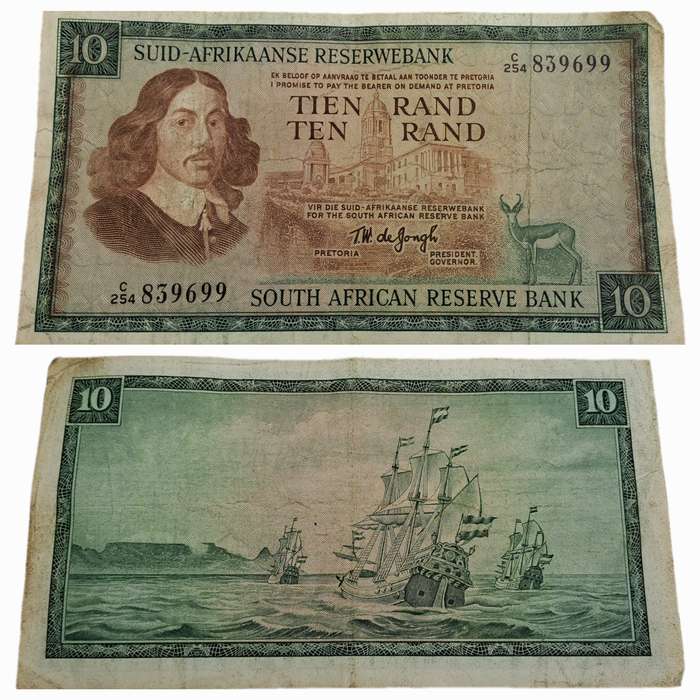 10 SUID-AFRIKAANSE RESERWEBANK C/254 839699
EK BELOOF OP AANVRAAG TE BETAAL AAN TOONDER TE PRETORIA
I PROMISE TO PAY THE BEARER ON DEMAND AT PRETORIA
TIEN RAND
TEN RAND
VIR DIE SUID-AFRIKAANSE RESERWEBANK
FOR THE SOUTH AFRICAN RESERVE BANK
T.W. de Jongh
PRETORIA PRESIDENT.
GOVERNOR.
C/254 839699 SOUTH AFRICAN RESERVE BANK 10
10 10